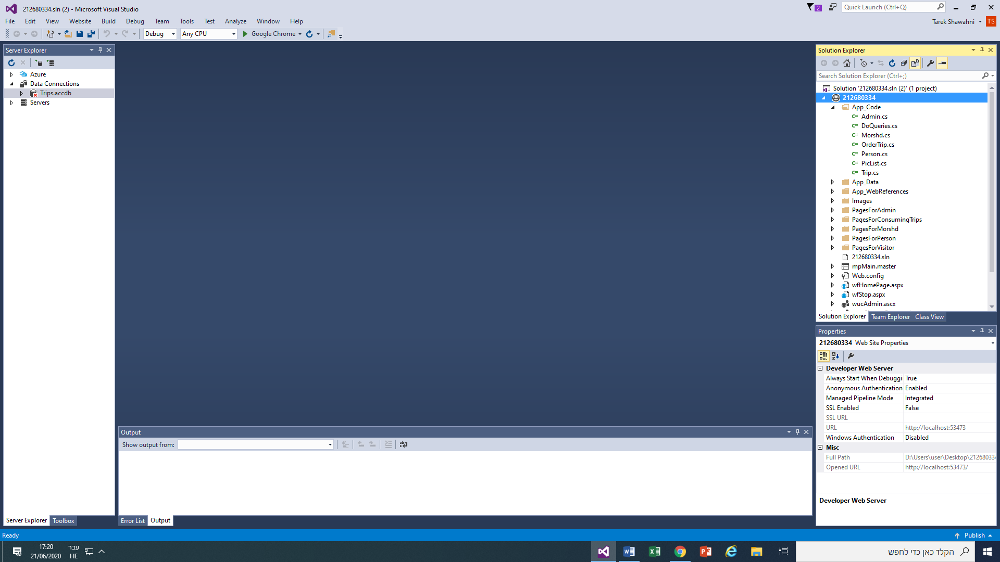 212680334.sln (2) - Microsoft Visual Studio
2
Quick Launch (Ctrl+Q)
File Edit View Website Build Debug Team Tools Test Analyze Window Help
Tarek Shawahni
TS
Debug
Any CPU
Google Chrome
Server Explorer
Azure
Data Connections
Trips.accdb
Servers
Server Explorer Toolbox
Output
Show output from:
Error List Output
Solution Explorer
Search Solution Explorer (Ctrl+;)
Solution '212680334.sln (2)' (1 project)
212680334
App_Code
C# Admin.cs
C# DoQueries.cs
C# Morshd.cs
C# OrderTrip.cs
C# Person.cs
C# PicList.cs
C# Trip.cs
App_Data
App_WebReferences
Images
PagesForAdmin
PagesForConsumingTrips
PagesForMorshd
PagesForPerson
PagesForVisitor
212680334.sln
mpMain.master
Web.config
wfHomePage.aspx
wfStop.aspx
wucAdmin.ascx
Solution Explorer Team Explorer Class View
Properties
212680334 Web Site Properties
Developer Web Server
Always Start When Debuggi True
Anonymous Authentication Enabled
Managed Pipeline Mode Integrated
SSL Enabled False
SSL URL
URL http://localhost:53473
Windows Authentication Disabled
Misc
Full Path D:\Users\user\Desktop\212680334
Opened URL http://localhost:53473/
Developer Web Server
Ready
Publish
17:20
21/06/2020
עבר
HE
הקלד כאן כדי לחפש